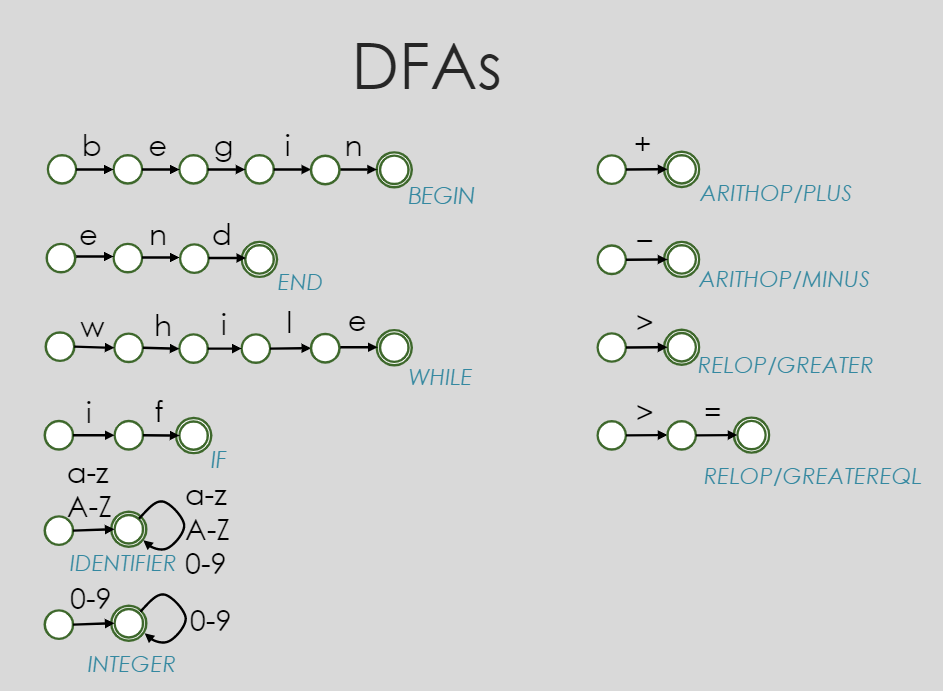 DFAs
b e g i n
BEGIN
e n d
END
w h i l e
WHILE
i f
IF
a-z
A-Z
a-z
A-Z
0-9
IDENTIFIER
0-9
0-9
INTEGER
+
ARITHOP/PLUS
–
ARITHOP/MINUS
>
RELOP/GREATER
> =
RELOP/GREATEREQL